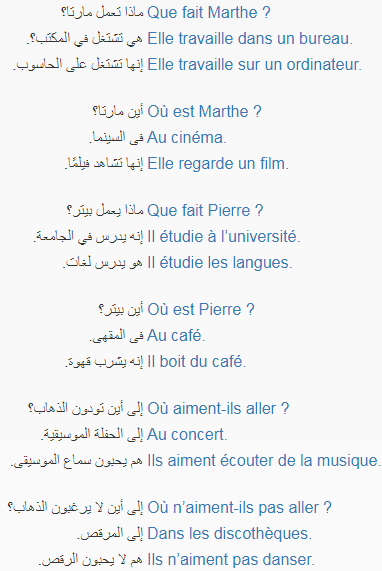 ماذا تعمل مارتا؟ Que fait Marthe ?
هي تشتغل في المكتب؟. Elle travaille dans un bureau.
إنها تشتغل على الحاسوب. Elle travaille sur un ordinateur.
أين مارتا؟ Où est Marthe ?
فى السينما. Au cinéma.
إنها تشاهد فيلمًا. Elle regarde un film.
ماذا يعمل بيتر؟ Que fait Pierre ?
إنه يدرس في الجامعة. Il étudie à l’université.
هو يدرس لغات. Il étudie les langues.
أين بيتر؟ Où est Pierre ?
فى المقهى. Au café.
إنه يشرب قهوة. Il boit du café.
إلى أين تودون الذهاب؟ Où aiment-ils aller ?
إلى الحفلة الموسيقية. Au concert.
هم يحبون سماع الموسيقى. Ils aiment écouter de la musique.
إلى أين لا يرغبون الذهاب؟ Où n’aiment-ils pas aller ?
إلى المرقص. Dans les discothèques.
هم لا يحبون الرقص. Ils n’aiment pas danser.